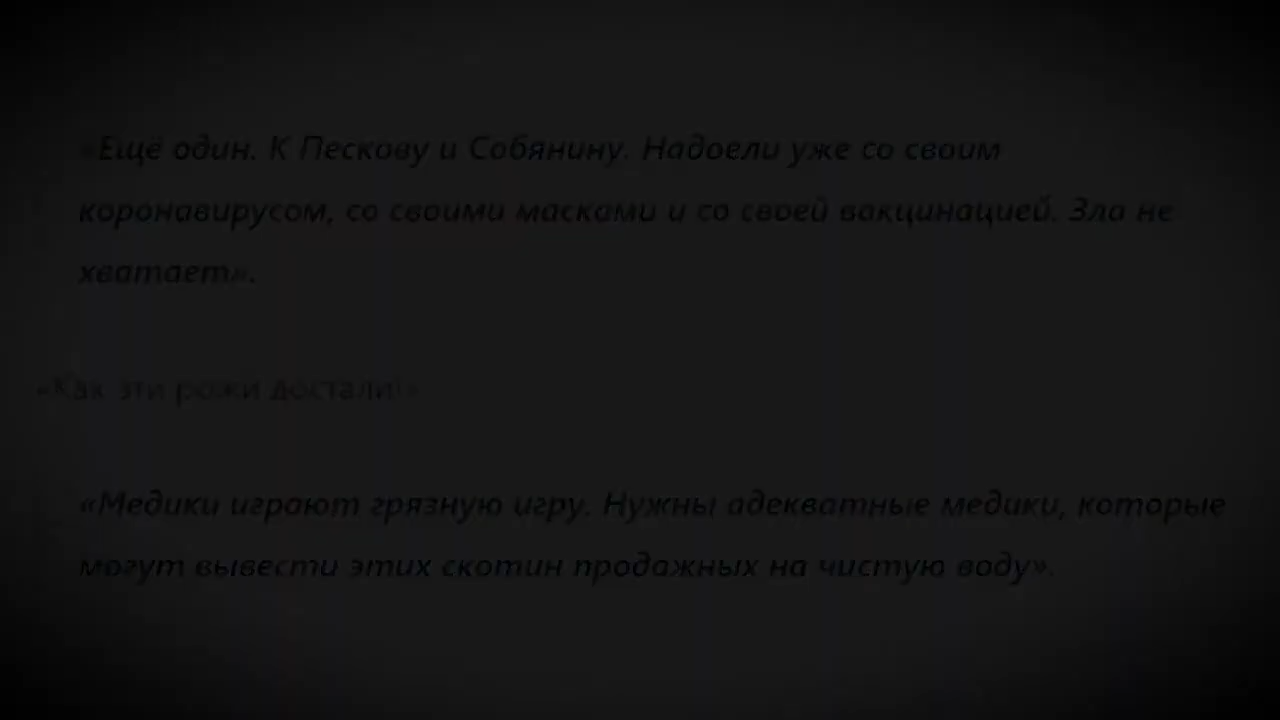 «Ещё один. К Пескову и Собянину. Надоели уже со своим
коронавирусом, со своими масками и со своей вакцинацией. Зла не
хватает».
«Как эти рожи достали!»
«Медики играют грязную игру. Нужны адекватные медики, которые
могут вывести этих скотин продажных на чистую воду».